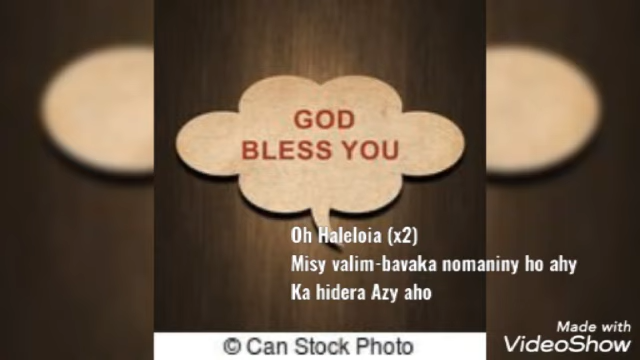 GOD
BLESS YOU
Oh Haleloia (x2)
Misy valim-bavaka nomaniny ho ahy
Ka hidera Azy aho
© Can Stock Photo
Made with
VideoShow